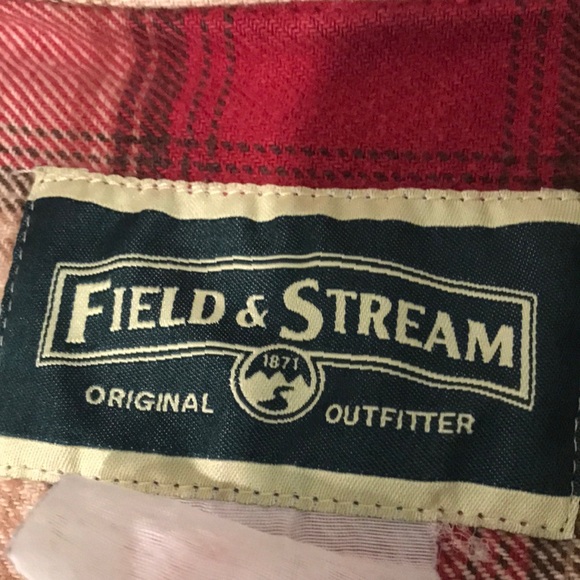 FIELD & STREAM
1871
ORIGINAL OUTFITTER